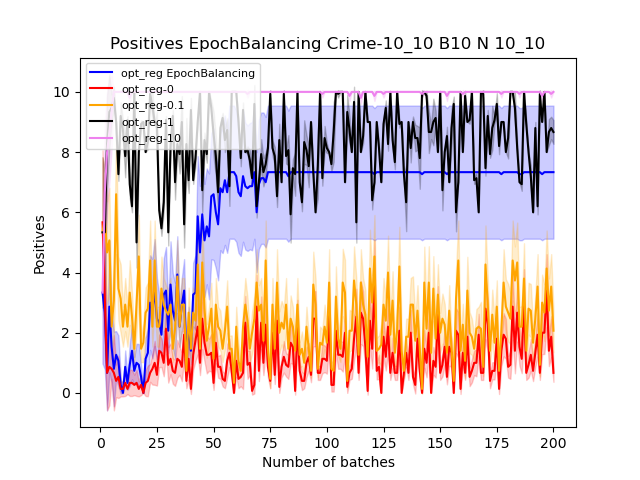 Positives EpochBalancing Crime-10_10 B10 N 10_10
opt_reg EpochBalancing
opt_reg-0
opt_reg-0.1
opt_reg-1
opt_reg-10
Positives
10
8
6
4
2
0
0 25 50 75 100 125 150 175 200
Number of batches